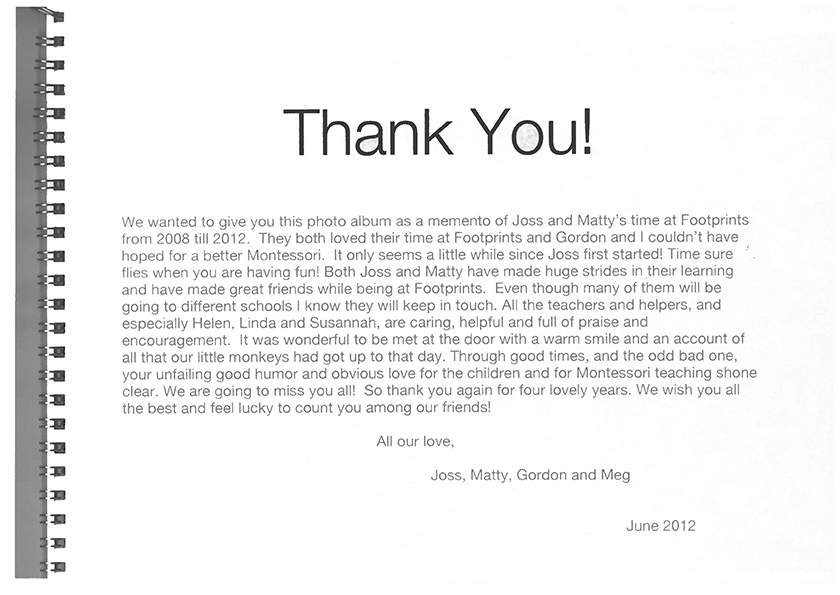 Thank You!
We wanted to give you this photo album as a memento of Joss and Matty's time at Footprints
from 2008 till 2012.  They both loved their time at Footprints and Gordon and I couldn't have
hoped for a better Montessori.  It only seems a little while since Joss first started! Time sure
flies when you are having fun! Both Joss and Matty have made huge strides in their learning
and have made great friends while being at Footprints.  Even though many of them will be
going to different schools I know they will keep in touch. All the teachers and helpers, and
especially Helen, Linda and Susannah, are caring, helpful and full of praise and
encouragement.  It was wonderful to be met at the door with a warm smile and an account of
all that our little monkeys had got up to that day. Through good times, and the odd bad one,
your unfailing good humor and obvious love for the children and for Montessori teaching shone
clear. We are going to miss you all!  So thank you again for four lovely years. We wish you all
the best and feel lucky to count you among our friends!
All our love,
Joss, Matty, Gordon and Meg
June 2012